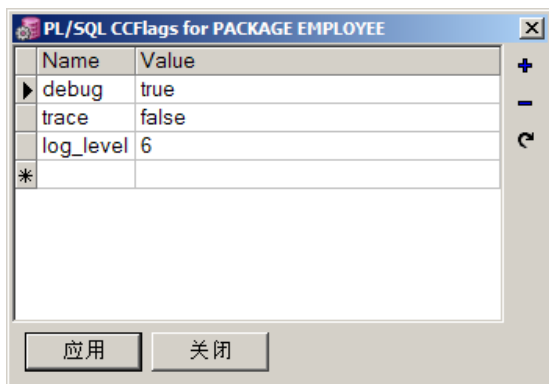 PL/SQL CCFlags for PACKAGE EMPLOYEE
Name Value
debug true
trace false
log_level 6
应用 关闭